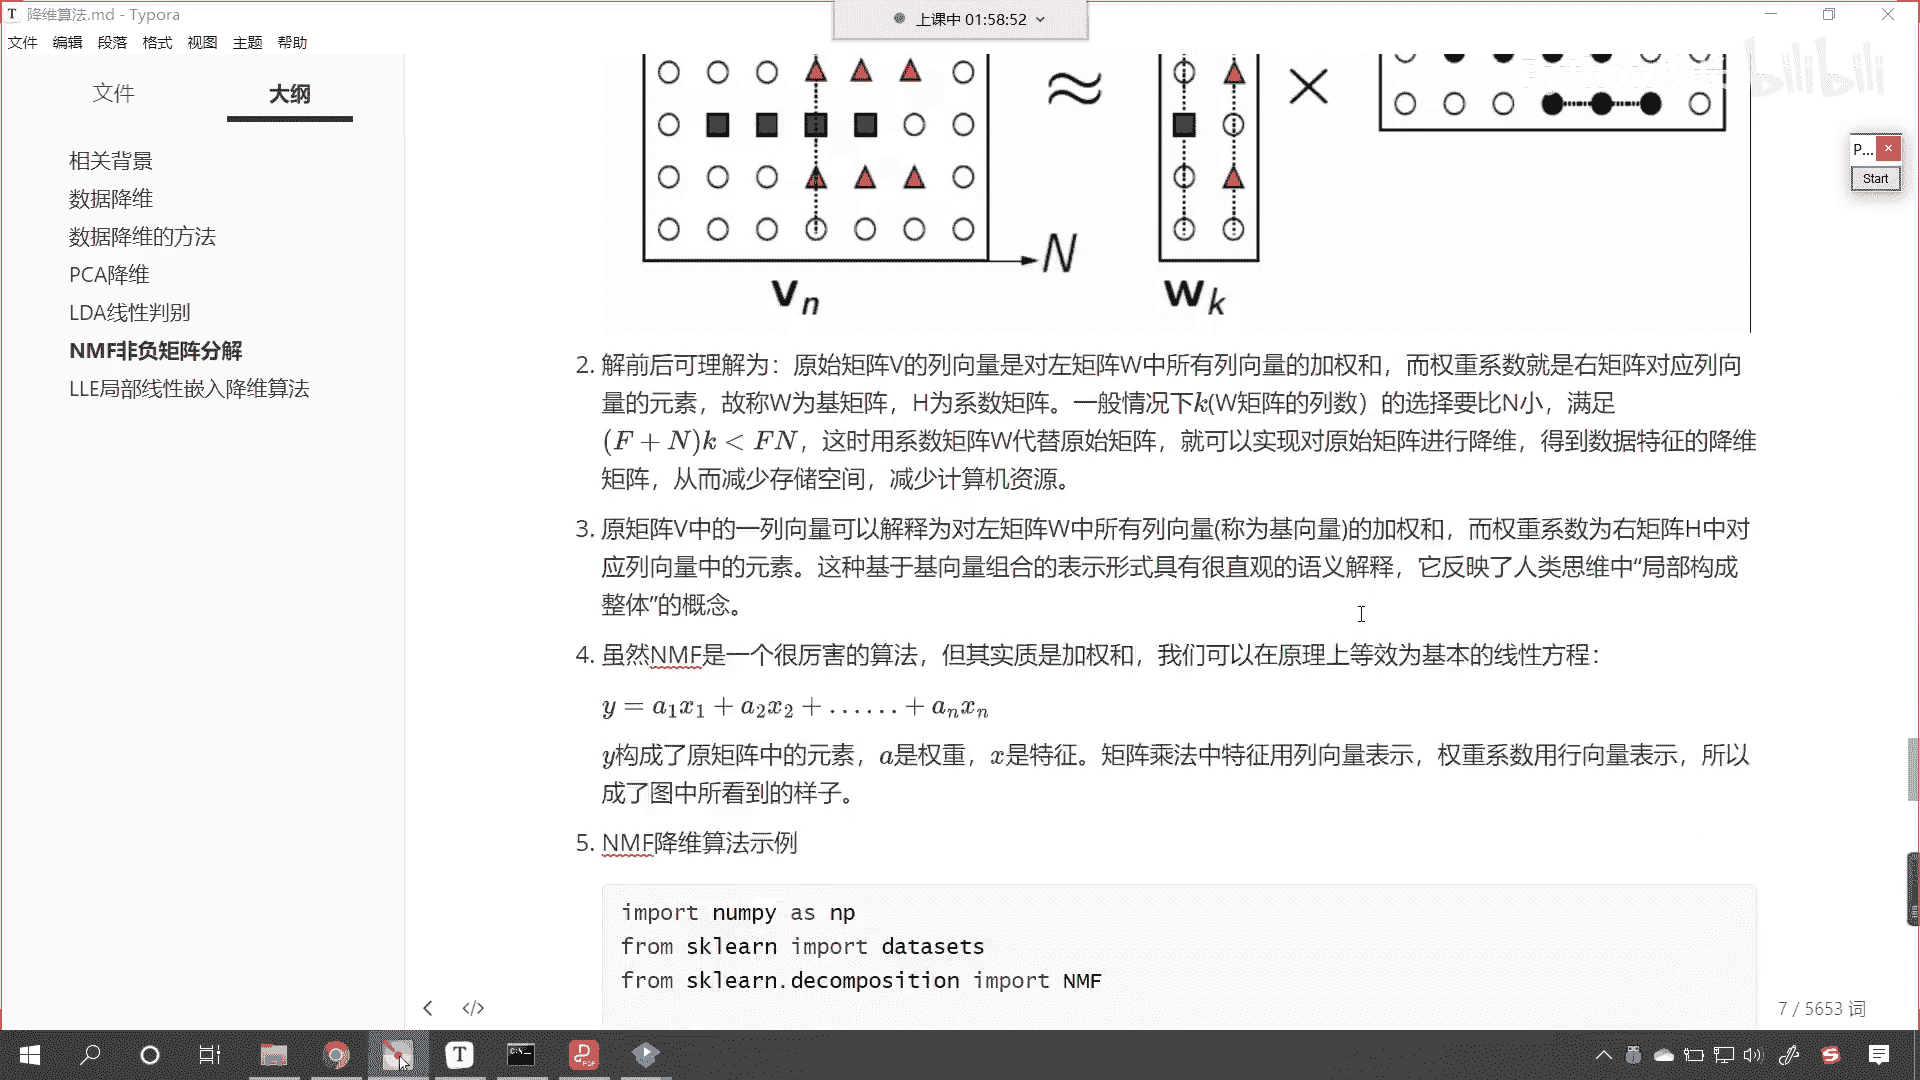 降维算法.md - Typora
上课中 01:58:52
文件 编辑 段落 格式 视图 主题 帮助
bilibili
文件 大纲
P...
Start
相关背景
数据降维
数据降维的方法
PCA降维
LDA线性判别
NMF非负矩阵分解
LLE局部线性嵌入降维算法
≈ ×
N
Vn Wk
2. 解前后可理解为：原始矩阵V的列向量是对左矩阵W中所有列向量的加权和，而权重系数就是右矩阵对应列向
量的元素，故称W为基矩阵，H为系数矩阵。一般情况下k(W矩阵的列数）的选择要比N小，满足
(F + N)k < FN，这时用系数矩阵W代替原始矩阵，就可以实现对原始矩阵进行降维，得到数据特征的降维
矩阵，从而减少存储空间，减少计算机资源。
3. 原矩阵V中的一列向量可以解释为对左矩阵W中所有列向量(称为基向量)的加权和，而权重系数为右矩阵H中对
应列向量中的元素。这种基于基向量组合的表示形式具有很直观的语义解释，它反映了人类思维中“局部构成
整体”的概念。
4. 虽然NMF是一个很厉害的算法，但其实质是加权和，我们可以在原理上等效为基本的线性方程：
y = a1x1 + a2x2 + ...... + anxn
y构成了原矩阵中的元素，a是权重，x是特征。矩阵乘法中特征用列向量表示，权重系数用行向量表示，所以
成了图中所看到的样子。
5. NMF降维算法示例
import numpy as np
from sklearn import datasets
from sklearn.decomposition import NMF
7 / 5653 词